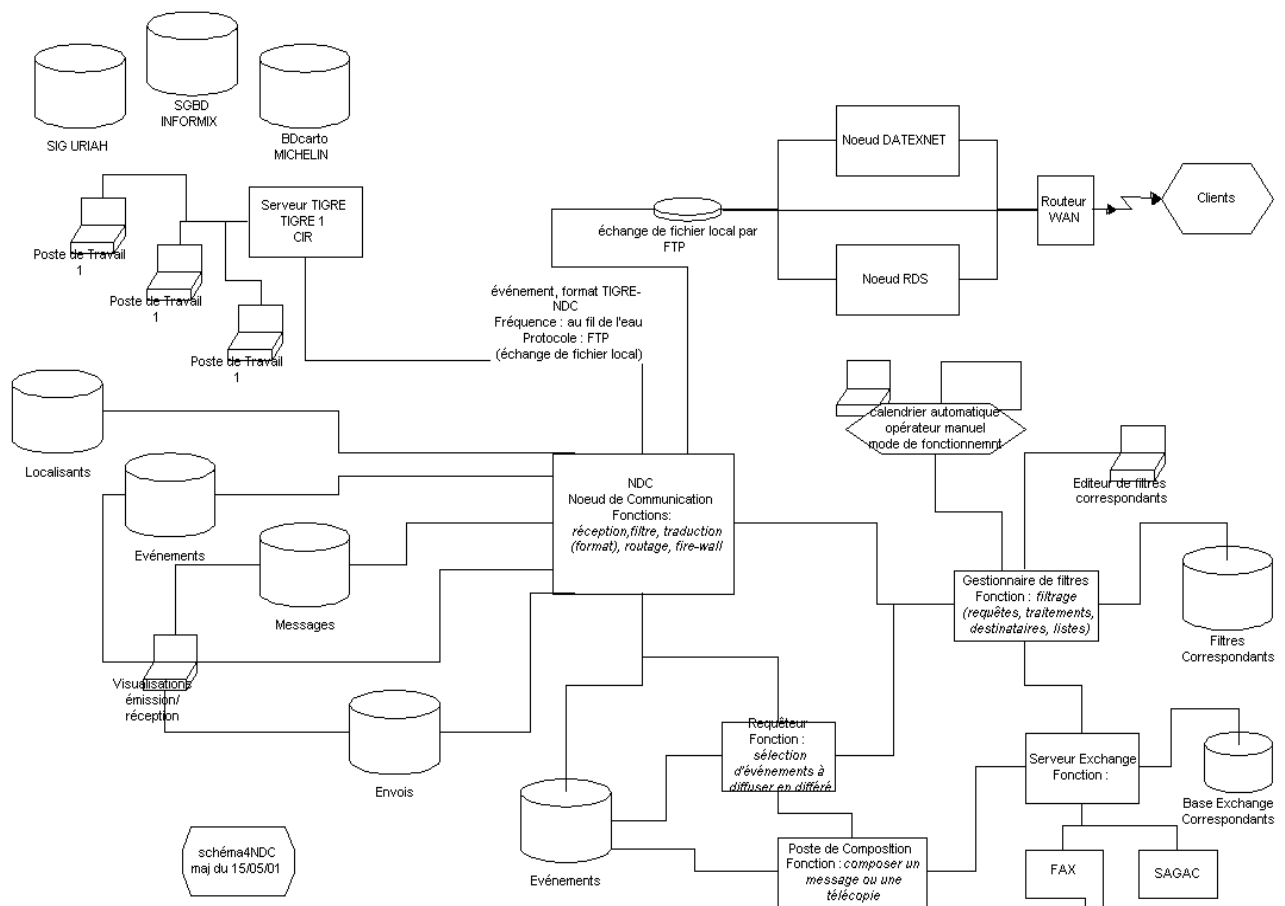 SIG URIAH
SGBD
INFORMIX
BDcarto
MICHELIN
Serveur TIGRE
TIGRE 1
CIR
Poste de Travail
1
Poste de Travail
1
Poste de Travail
1
Noeud DATEXNET
échange de fichier local par
FTP
Noeud RDS
Routeur
WAN
Clients
événement, format TIGRE-
NDC
Fréquence : au fil de l'eau
Protocole : FTP
(échange de fichier local)
calendrier automatique
opérateur manuel
mode de fonctionnemnt
Editeur de filtres
correspondants
Localisants
Evénements
Messages
NDC
Noeud de Communication
Fonctions:
réception,filtre, traduction
(format), routage, fire-wall
Gestionnaire de filtres
Fonction : filtrage
(requêtes, traitements,
destinataires, listes)
Filtres
Correspondants
Visualisations
émission/
réception
Envois
Requêteur
Fonction :
sélection
d'événements à
diffuser en différé
Serveur Exchange
Fonction :
Base Exchange
Correspondants
Evénements
Poste de Composition
Fonction : composer un
message ou une
télécopie
FAX
SAGAC
schéma4NDC
maj du 15/05/01